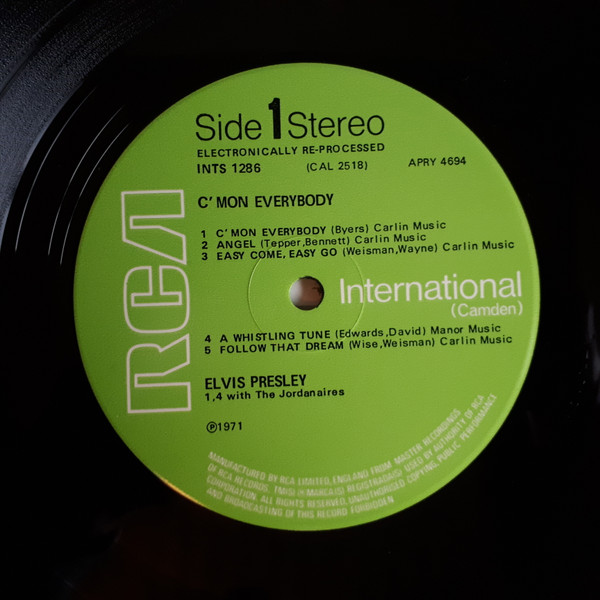 Side 1 Stereo
ELECTRONICALLY RE-PROCESSED
INTS 1286 (CAL 2518) APRY 4694
C' MON EVERYBODY
1 C' MON EVERYBODY (Byers) Carlin Music
2 ANGEL (Tepper,Bennett) Carlin Music
3 EASY COME, EASY GO (Weisman,Wayne) Carlin Music
RCA
International
(Camden)
4 A WHISTLING TUNE (Edwards,David) Manor Music
5 FOLLOW THAT DREAM (Wise,Weisman) Carlin Music
ELVIS PRESLEY
1,4 with The Jordanaires
℗1971
MANUFACTURED BY RCA LIMITED, ENGLAND FROM MASTER RECORDINGS
OF RCA RECORDS. TM(S) ® MARCA(S) REGISTRADA(S) USED BY AUTHORITY OF RCA
CORPORATION. ALL RIGHTS RESERVED, UNAUTHORISED COPYING, PUBLIC PERFORMANCE
AND BROADCASTING OF THIS RECORD FORBIDDEN